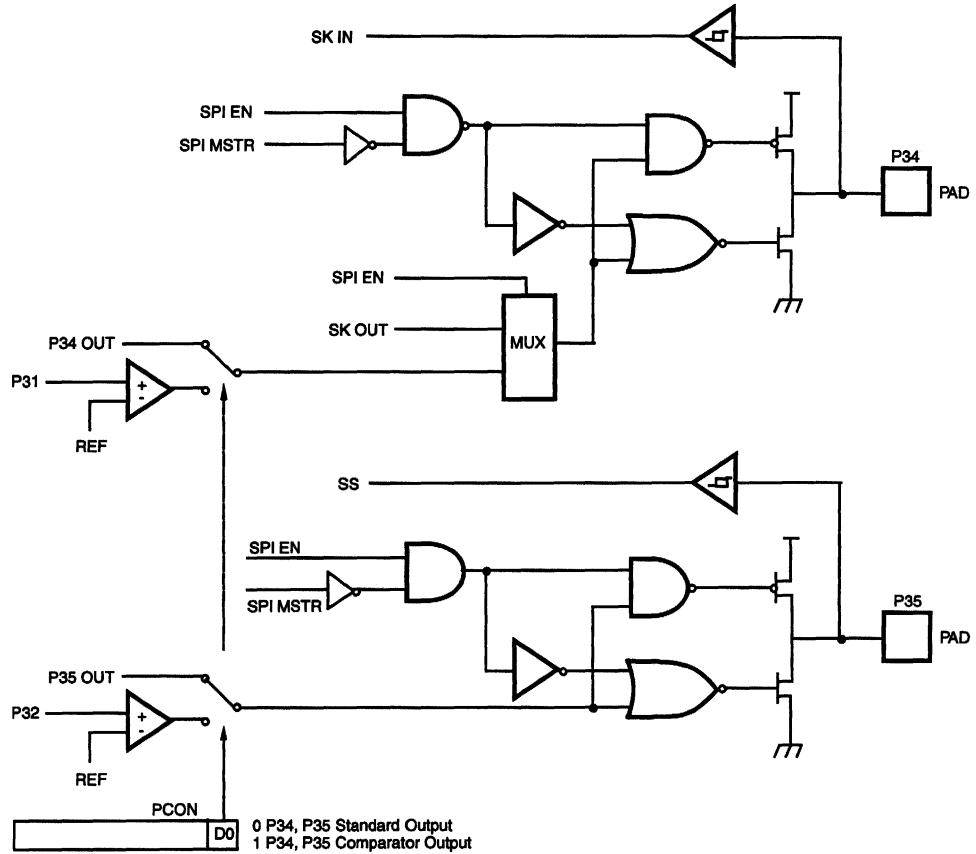 SK IN
SPI EN
SPI MSTR
P34
PAD
SPI EN
SK OUT
MUX
P34 OUT
P31
+
-
REF
SS
SPI EN
SPI MSTR
P35
PAD
P35 OUT
P32
+
-
REF
PCON
D0
0 P34, P35 Standard Output
1 P34, P35 Comparator Output